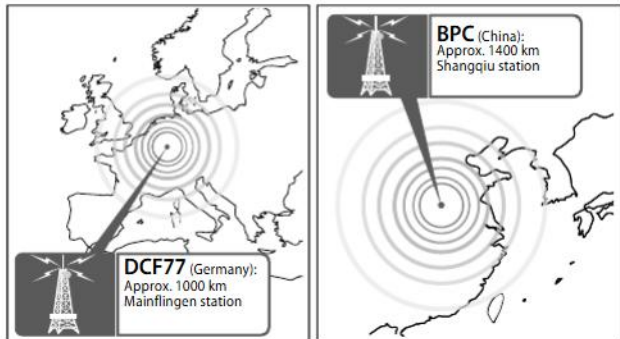 DCF77 (Germany):
Approx. 1000 km
Mainflingen station
BPC (China):
Approx. 1400 km
Shangqiu station